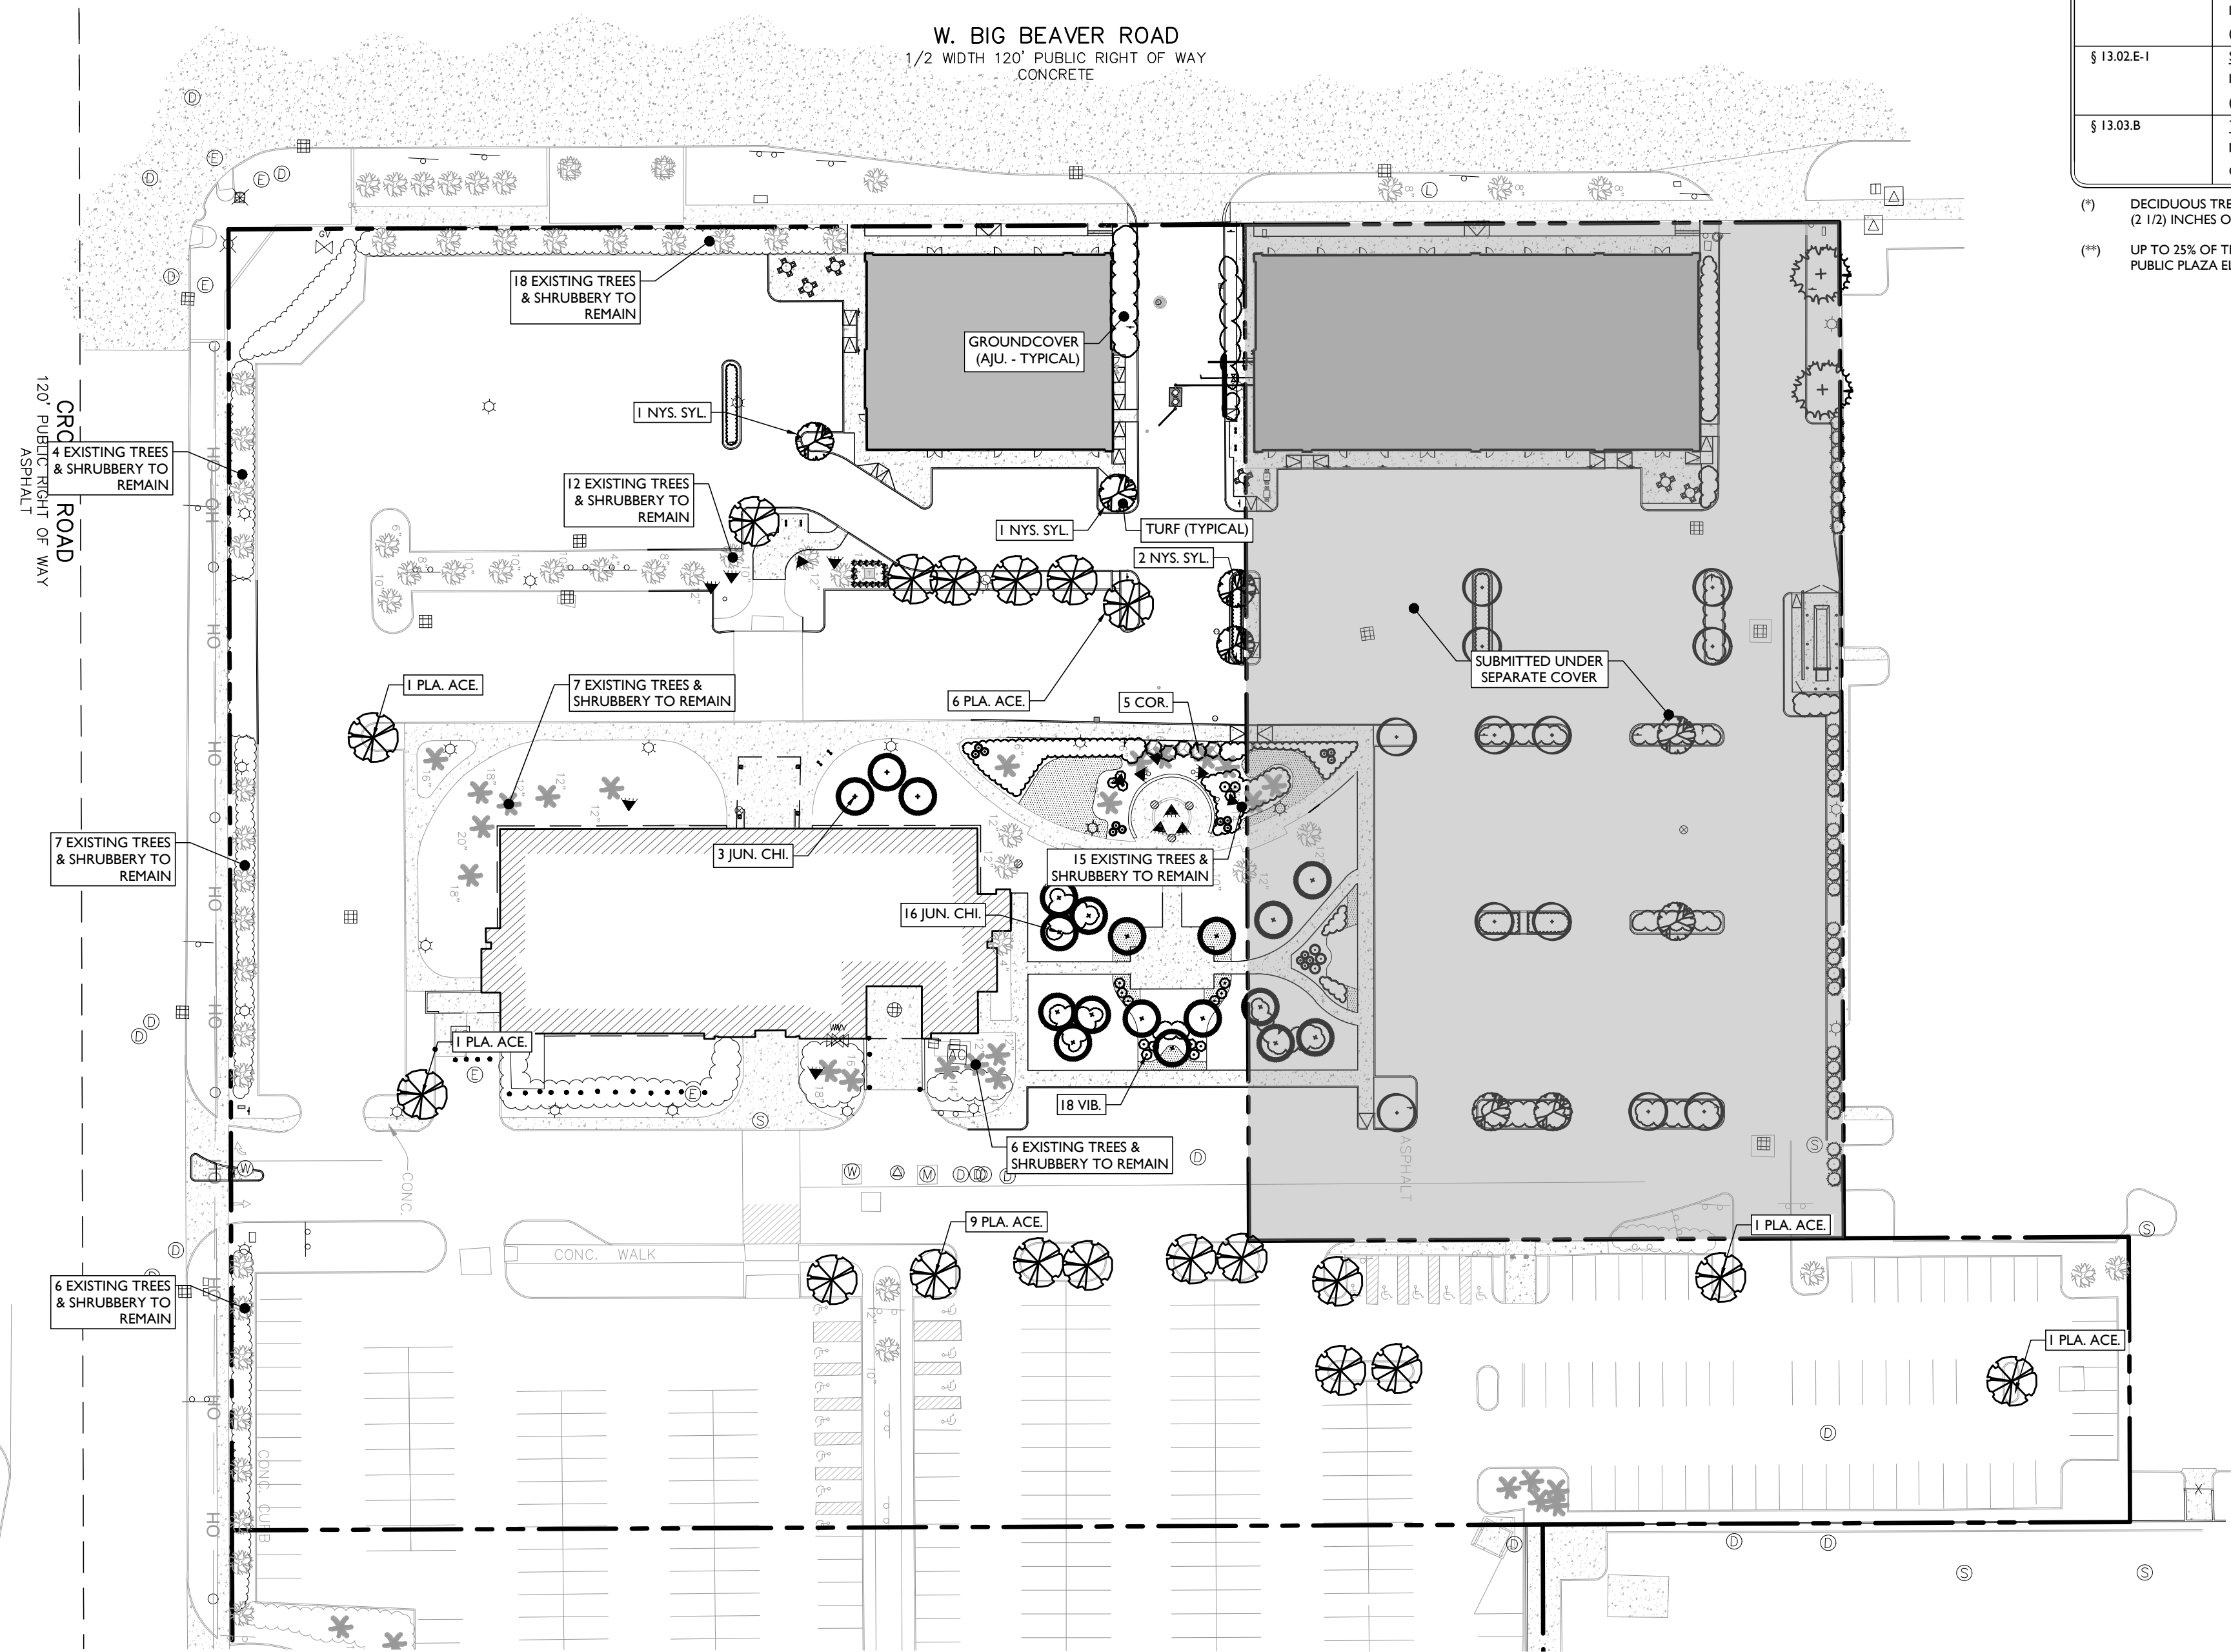 W. BIG BEAVER ROAD
1/2 WIDTH 120' PUBLIC RIGHT OF WAY
CONCRETE
§ 13.02.E-1
§ 13.03.B
(*) DECIDUOUS TRE
(2 1/2) INCHES O
(**) UP TO 25% OF T
PUBLIC PLAZA EL
ROAD
120' PUBLIC RIGHT OF WAY
ASPHALT
18 EXISTING TREES
& SHRUBBERY TO
REMAIN
GROUNDCOVER
(AJU. - TYPICAL)
1 NYS. SYL.
4 EXISTING TREES
& SHRUBBERY TO
REMAIN
12 EXISTING TREES
& SHRUBBERY TO
REMAIN
1 NYS. SYL.
TURF (TYPICAL)
2 NYS. SYL.
SUBMITTED UNDER
SEPARATE COVER
1 PLA. ACE.
7 EXISTING TREES &
SHRUBBERY TO REMAIN
6 PLA. ACE.
5 COR.
7 EXISTING TREES
& SHRUBBERY TO
REMAIN
3 JUN. CHI.
15 EXISTING TREES &
SHRUBBERY TO REMAIN
16 JUN. CHI.
1 PLA. ACE.
18 VIB.
6 EXISTING TREES &
SHRUBBERY TO REMAIN
ASPHALT
CONC.
9 PLA. ACE.
1 PLA. ACE.
CONC. WALK
6 EXISTING TREES
& SHRUBBERY TO
REMAIN
1 PLA. ACE.
CONC. CURB